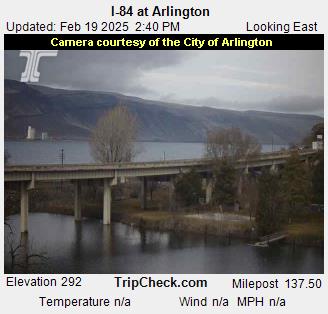 I-84 at Arlington
Updated: Feb 19 2025 2:40 PM Looking East
Camera courtesy of the City of Arlington
Elevation 292 TripCheck.com Milepost 137.50
Temperature n/a Wind n/a MPH n/a